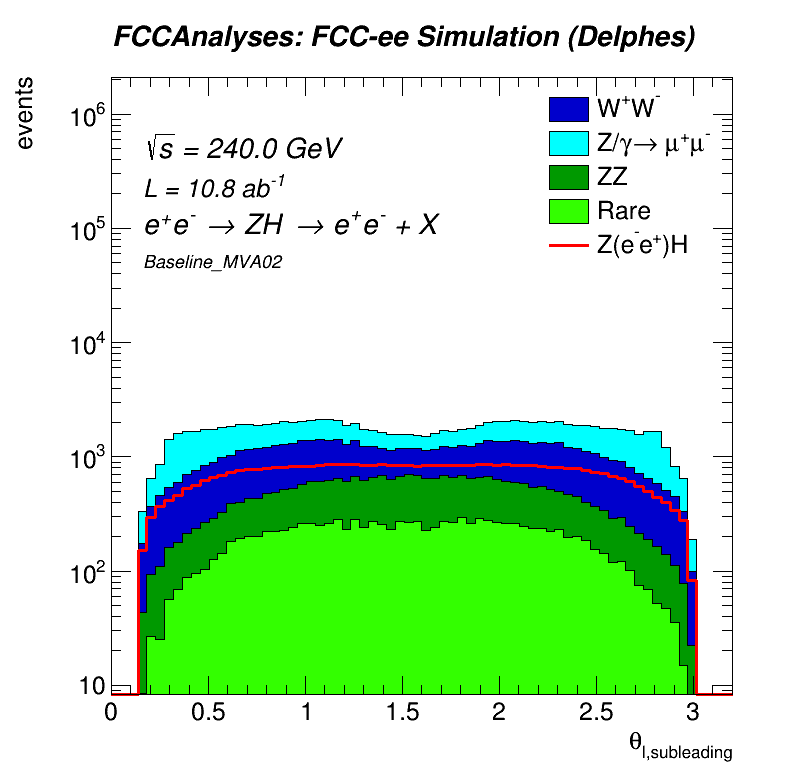 FCCAnalyses: FCC-ee Simulation (Delphes)
events
√s = 240.0 GeV
L = 10.8 ab⁻¹
e⁺e⁻ → ZH → e⁺e⁻ + X
Baseline_MVA02
W⁺W⁻
Z/γ→ μ⁺μ⁻
ZZ
Rare
Z(e⁻e⁺)H
10⁶
10⁵
10⁴
10³
10²
10
0 0.5 1 1.5 2 2.5 3
θ_l,subleading